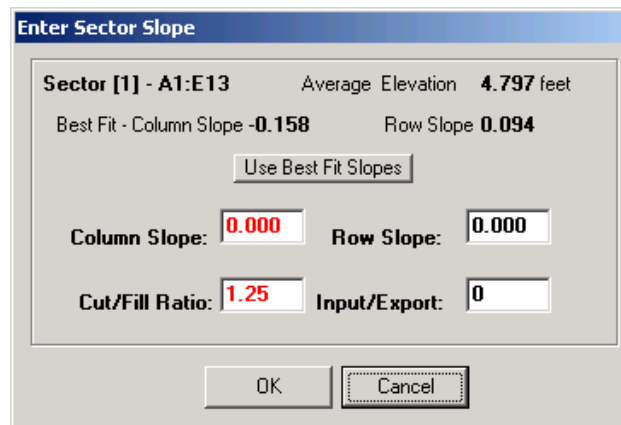 Enter Sector Slope
Sector [1] - A1:E13 Average Elevation 4.797 feet
Best Fit - Column Slope -0.158 Row Slope 0.094
Use Best Fit Slopes
Column Slope: 0.000 Row Slope: 0.000
Cut/Fill Ratio: 1.25 Input/Export: 0
OK Cancel